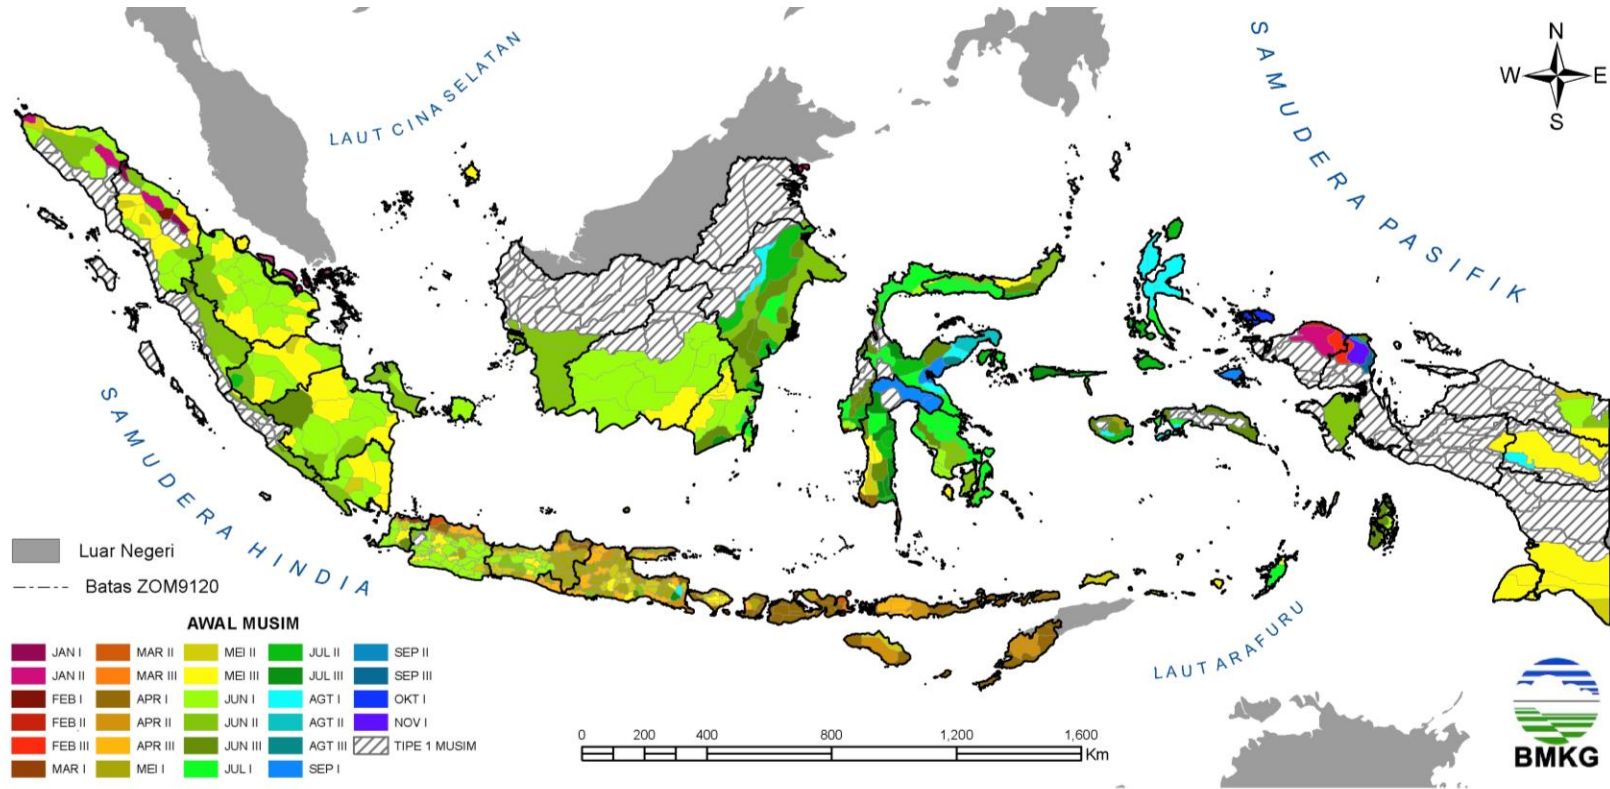 LAUT CINA SELATAN
SAMUDERA PASIFIK
N
W E
S
SAMUDERA HINDIA
LAUT ARAFURU
Luar Negeri
Batas ZOM9120
AWAL MUSIM
JAN I
JAN II
FEB I
FEB II
FEB III
MAR I
MAR II
MAR III
APR I
APR II
APR III
MEI I
MEI II
MEI III
JUN I
JUN II
JUN III
JUL I
JUL II
JUL III
AGT I
AGT II
AGT III
SEP I
SEP II
SEP III
OKT I
NOV I
TIPE 1 MUSIM
0 200 400 800 1,200 1,600
Km
BMKG